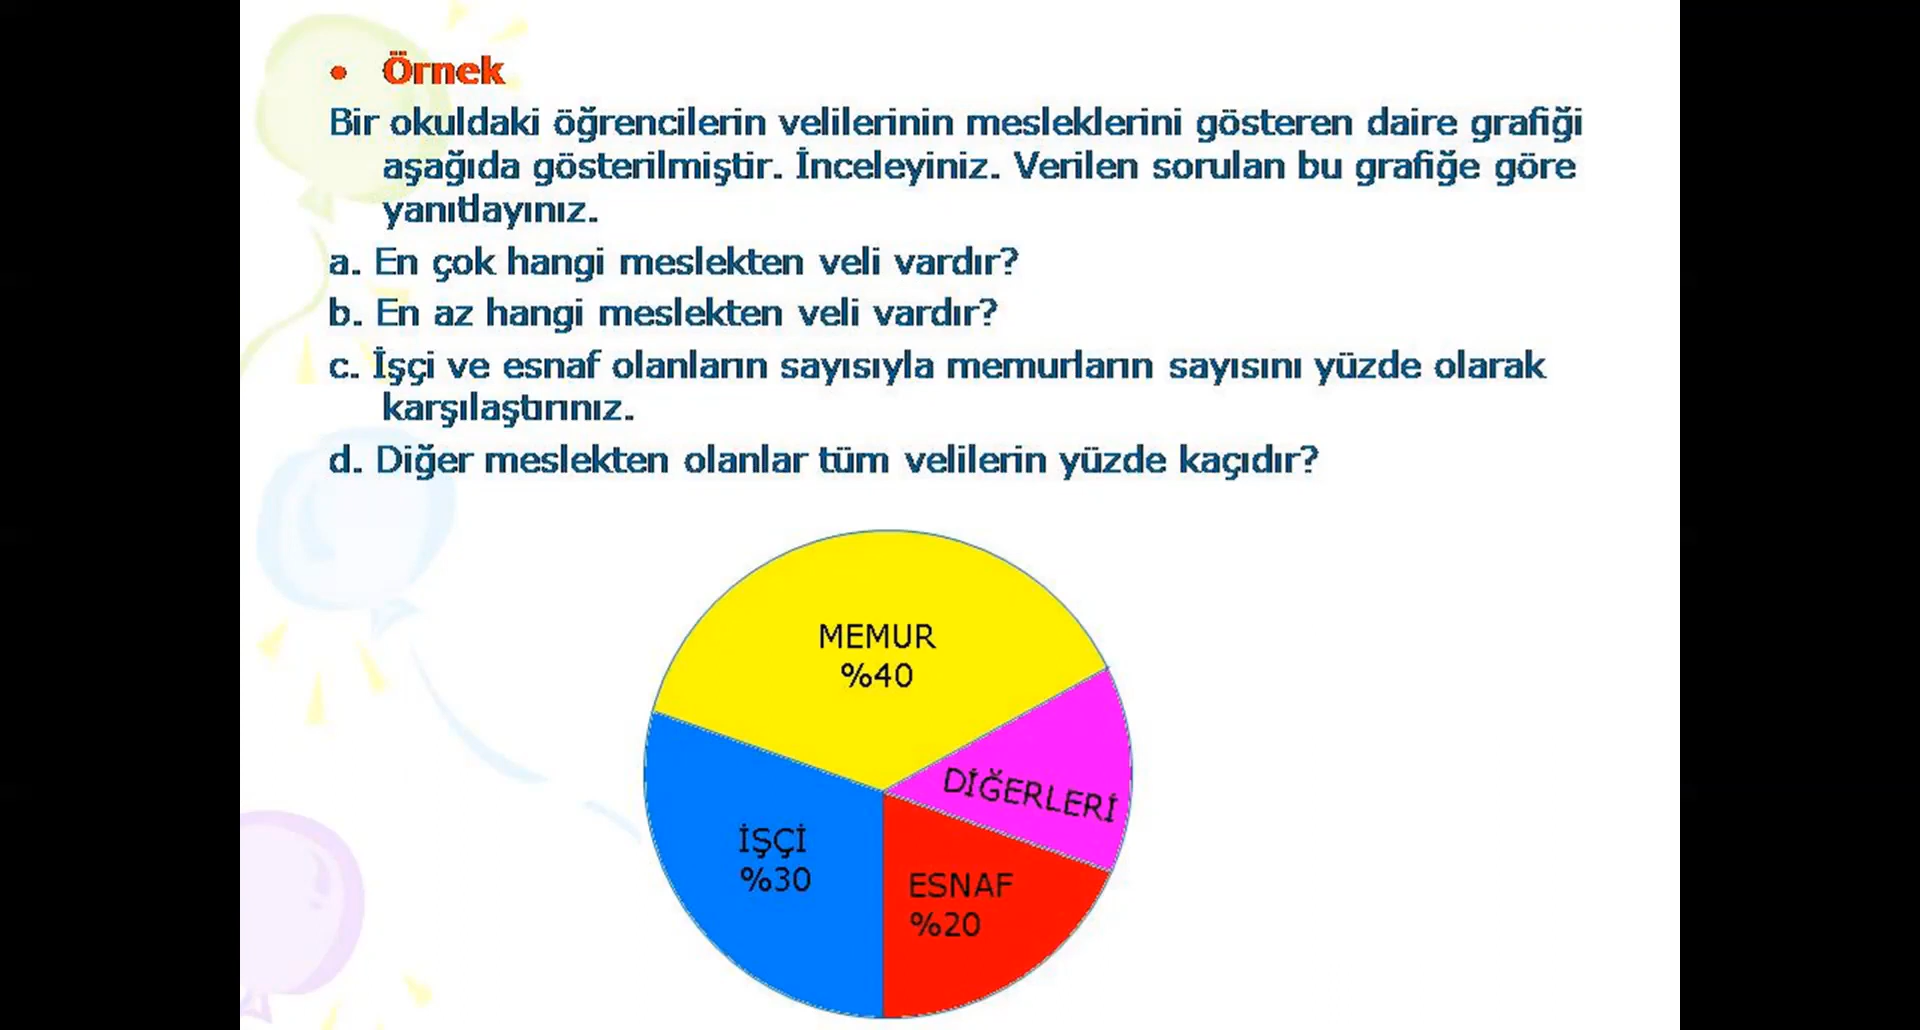 • Örnek
Bir okuldaki öğrencilerin velilerinin mesleklerini gösteren daire grafiği
aşağıda gösterilmiştir. İnceleyiniz. Verilen sorulan bu grafiğe göre
yanıtlayınız.
a. En çok hangi meslekten veli vardır?
b. En az hangi meslekten veli vardır?
c. İşçi ve esnaf olanların sayısıyla memurların sayısını yüzde olarak
karşılaştırınız.
d. Diğer meslekten olanlar tüm velilerin yüzde kaçıdır?
MEMUR
%40
DİĞERLERİ
İŞÇİ
%30
ESNAF
%20